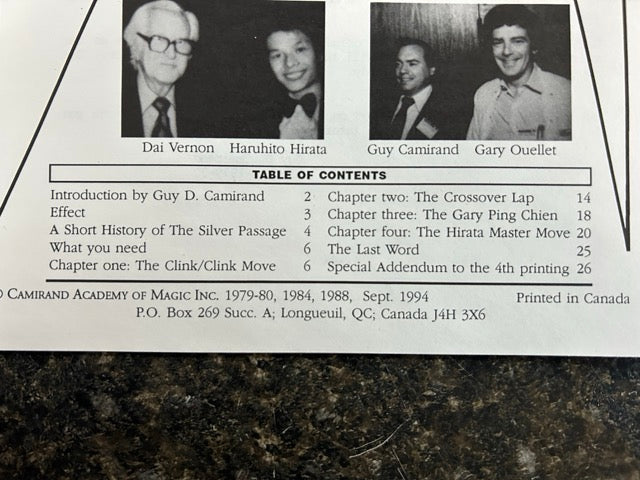 Dai Vernon Haruhito Hirata
Guy Camirand Gary Ouellet
TABLE OF CONTENTS
Introduction by Guy D. Camirand 2
Effect 3
A Short History of The Silver Passage 4
What you need 6
Chapter one: The Clink/Clink Move 6
Chapter two: The Crossover Lap 14
Chapter three: The Gary Ping Chien 18
Chapter four: The Hirata Master Move 20
The Last Word 25
Special Addendum to the 4th printing 26
© CAMIRAND ACADEMY OF MAGIC INC. 1979-80, 1984, 1988, Sept. 1994 Printed in Canada
P.O. Box 269 Succ. A; Longueuil, QC; Canada J4H 3X6